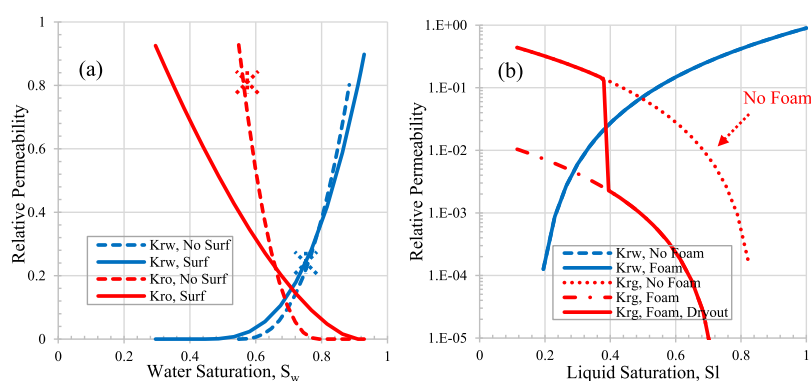 1
0.8
0.6
0.4
0.2
0
0
0.2
0.4
0.6
0.8
1
Relative Permeability
Water Saturation, Sw
(a)
Krw, No Surf
Krw, Surf
Kro, No Surf
Kro, Surf
1.E+00
1.E-01
1.E-02
1.E-03
1.E-04
1.E-05
0
0.2
0.4
0.6
0.8
1
Relative Permeability
Liquid Saturation, Sl
(b)
No Foam
Krw, No Foam
Krw, Foam
Krg, No Foam
Krg, Foam
Krg, Foam, Dryout